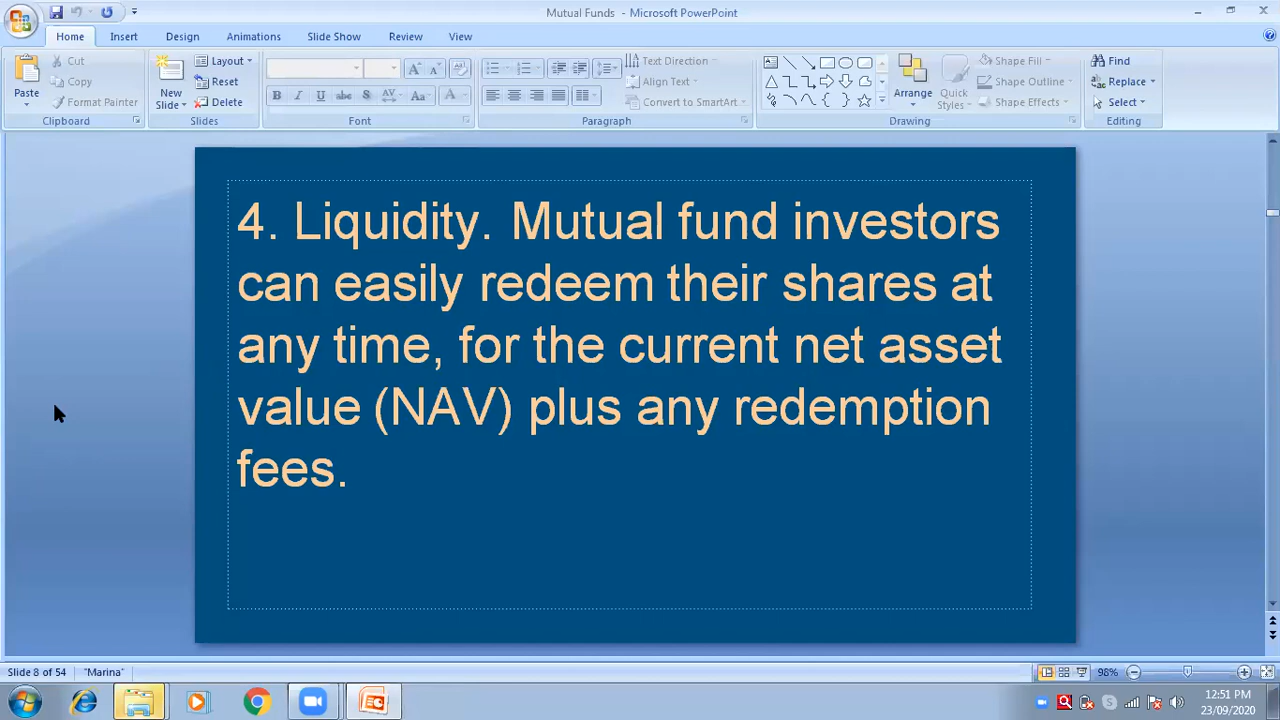 Mutual Funds - Microsoft PowerPoint
Home Insert Design Animations Slide Show Review View
Paste Cut Copy Format Painter Clipboard
New Slide Layout Reset Delete Slides
B I U abc S AV Aa A Font
Text Direction Align Text Convert to SmartArt Paragraph
Arrange Quick Styles Shape Fill Shape Outline Shape Effects Drawing
Find Replace Select Editing
4. Liquidity. Mutual fund investors
can easily redeem their shares at
any time, for the current net asset
value (NAV) plus any redemption
fees.
Slide 8 of 54 "Marina" 98%
12:51 PM
23/09/2020